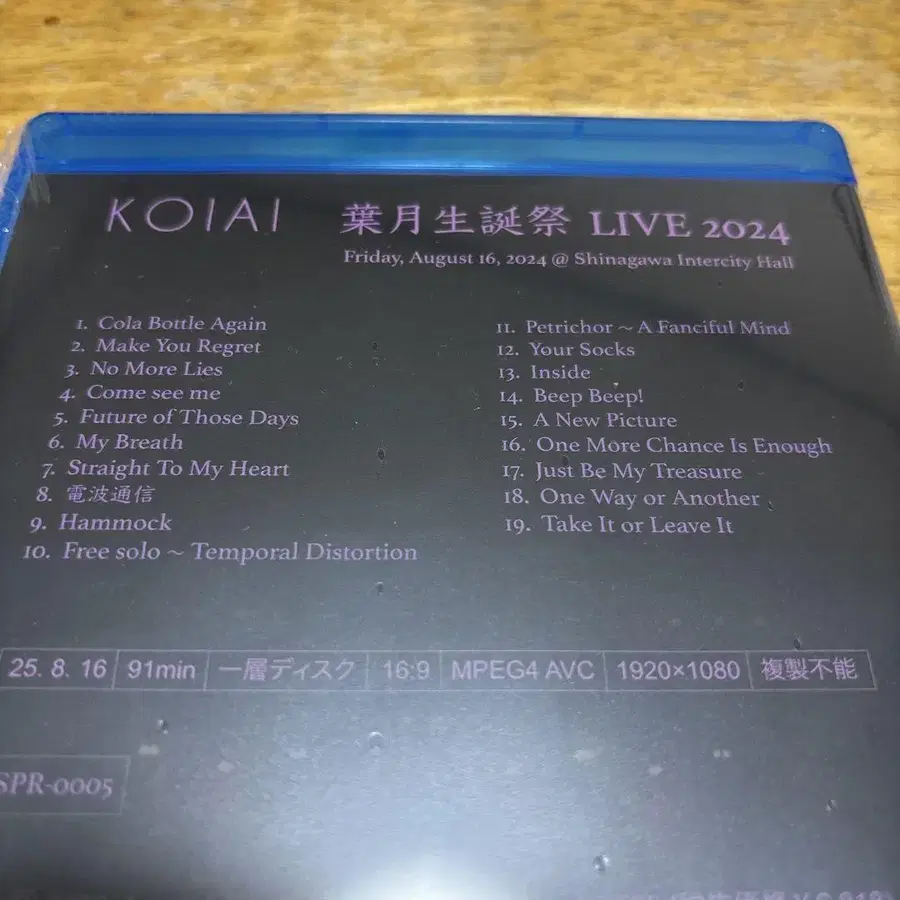 KOIAI 葉月生誕祭 LIVE 2024
Friday, August 16, 2024 @ Shinagawa Intercity Hall
1. Cola Bottle Again
2. Make You Regret
3. No More Lies
4. Come see me
5. Future of Those Days
6. My Breath
7. Straight To My Heart
8. 電波通信
9. Hammock
10. Free solo ~ Temporal Distortion
11. Petrichor ~ A Fanciful Mind
12. Your Socks
13. Inside
14. Beep Beep!
15. A New Picture
16. One More Chance Is Enough
17. Just Be My Treasure
18. One Way or Another
19. Take It or Leave It
25. 8. 16 91min 一層ディスク 16:9 MPEG4 AVC 1920×1080 複製不能
SPR-0005